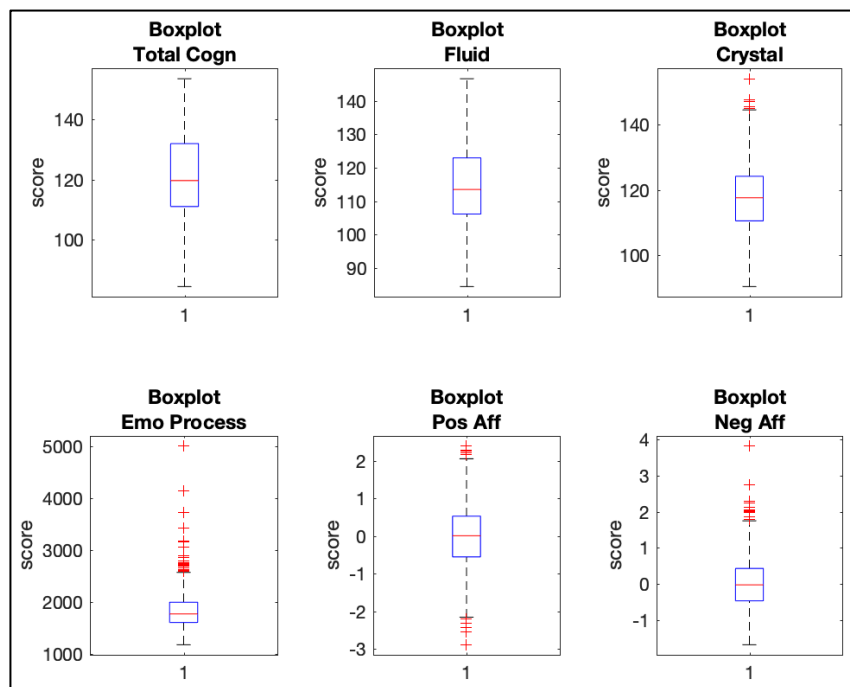 Boxplot
Total Cogn
score
140
120
100
1
Boxplot
Fluid
score
140
130
120
110
100
90
1
Boxplot
Crystal
score
140
120
100
1
Boxplot
Emo Process
score
5000
4000
3000
2000
1000
1
Boxplot
Pos Aff
score
2
1
0
-1
-2
-3
1
Boxplot
Neg Aff
score
4
3
2
1
0
-1
1